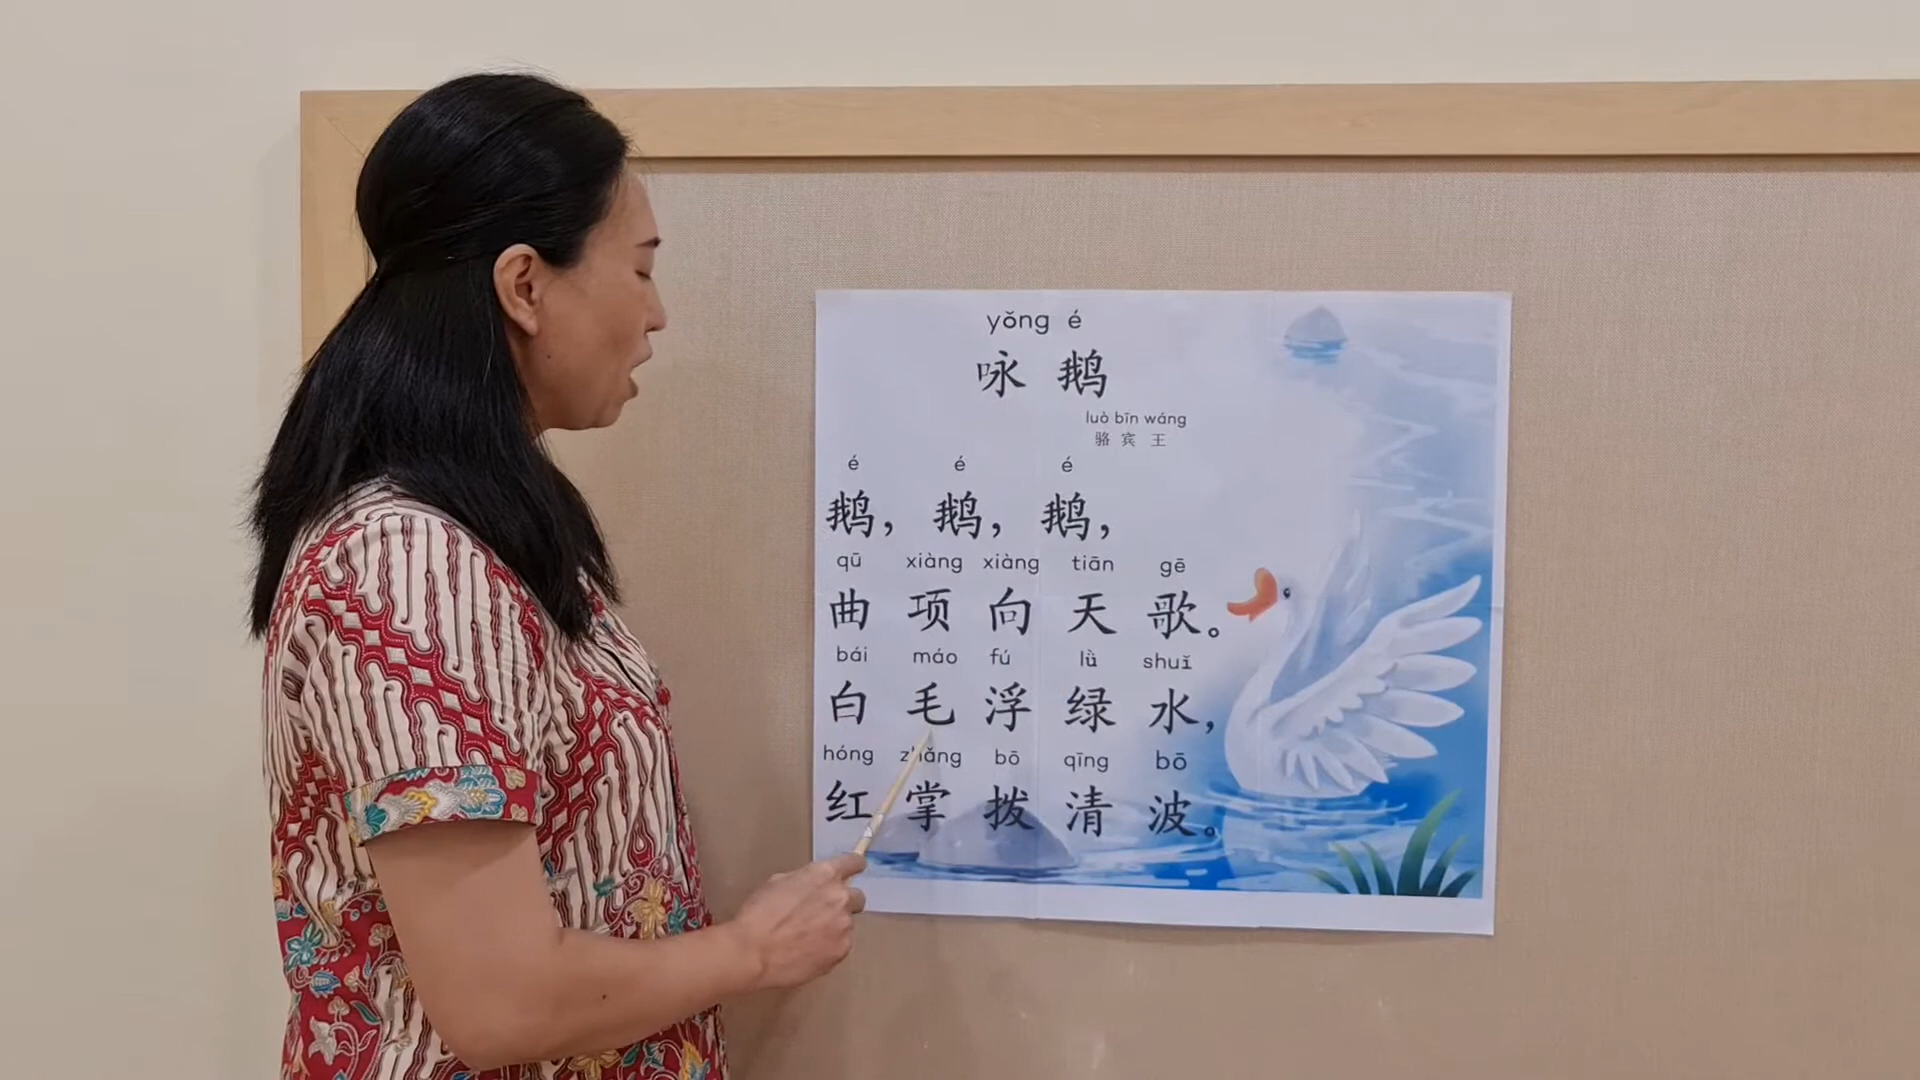 yǒng é
咏 鹅
luò bīn wáng
骆 宾 王
é é é
鹅，鹅，鹅，
qū xiàng xiàng tiān gē
曲 项 向 天 歌。
bái máo fú lǜ shuǐ
白 毛 浮 绿 水，
hóng zhǎng bō qīng bō
红 掌 拨 清 波。